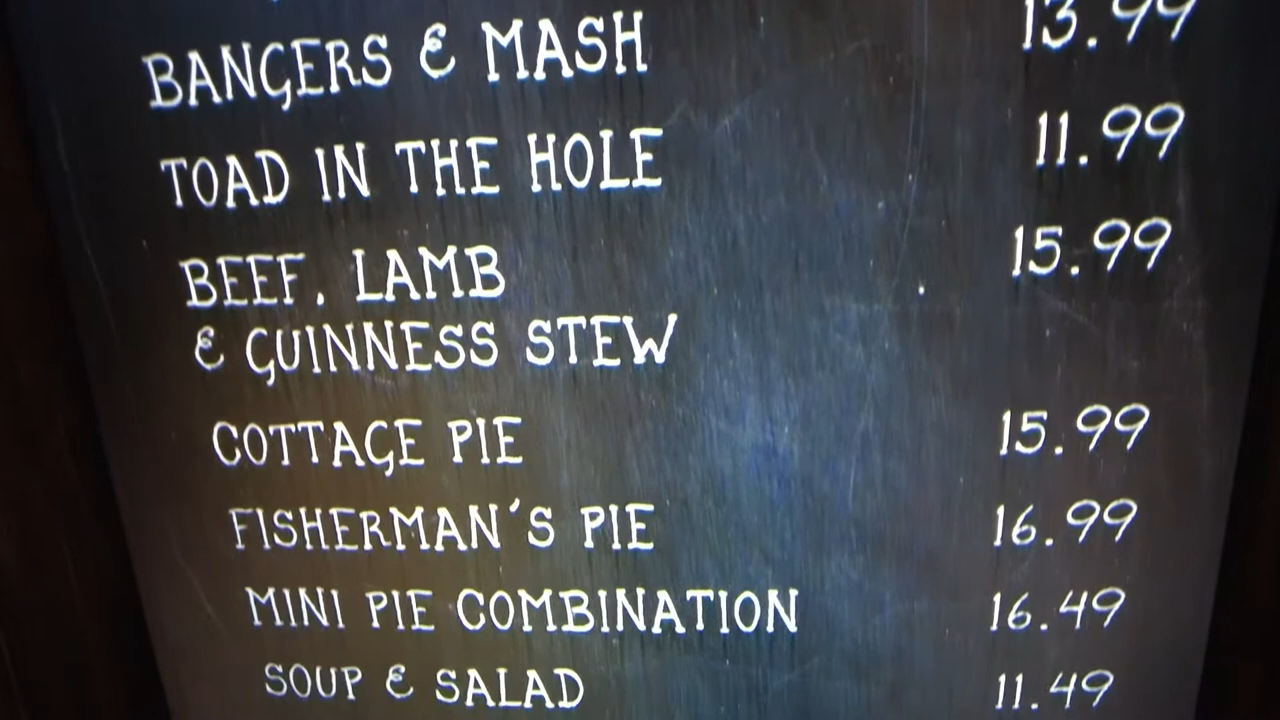 BANGERS & MASH 13.99
TOAD IN THE HOLE 11.99
BEEF, LAMB 15.99
& GUINNESS STEW
COTTAGE PIE 15.99
FISHERMAN'S PIE 16.99
MINI PIE COMBINATION 16.49
SOUP & SALAD 11.49